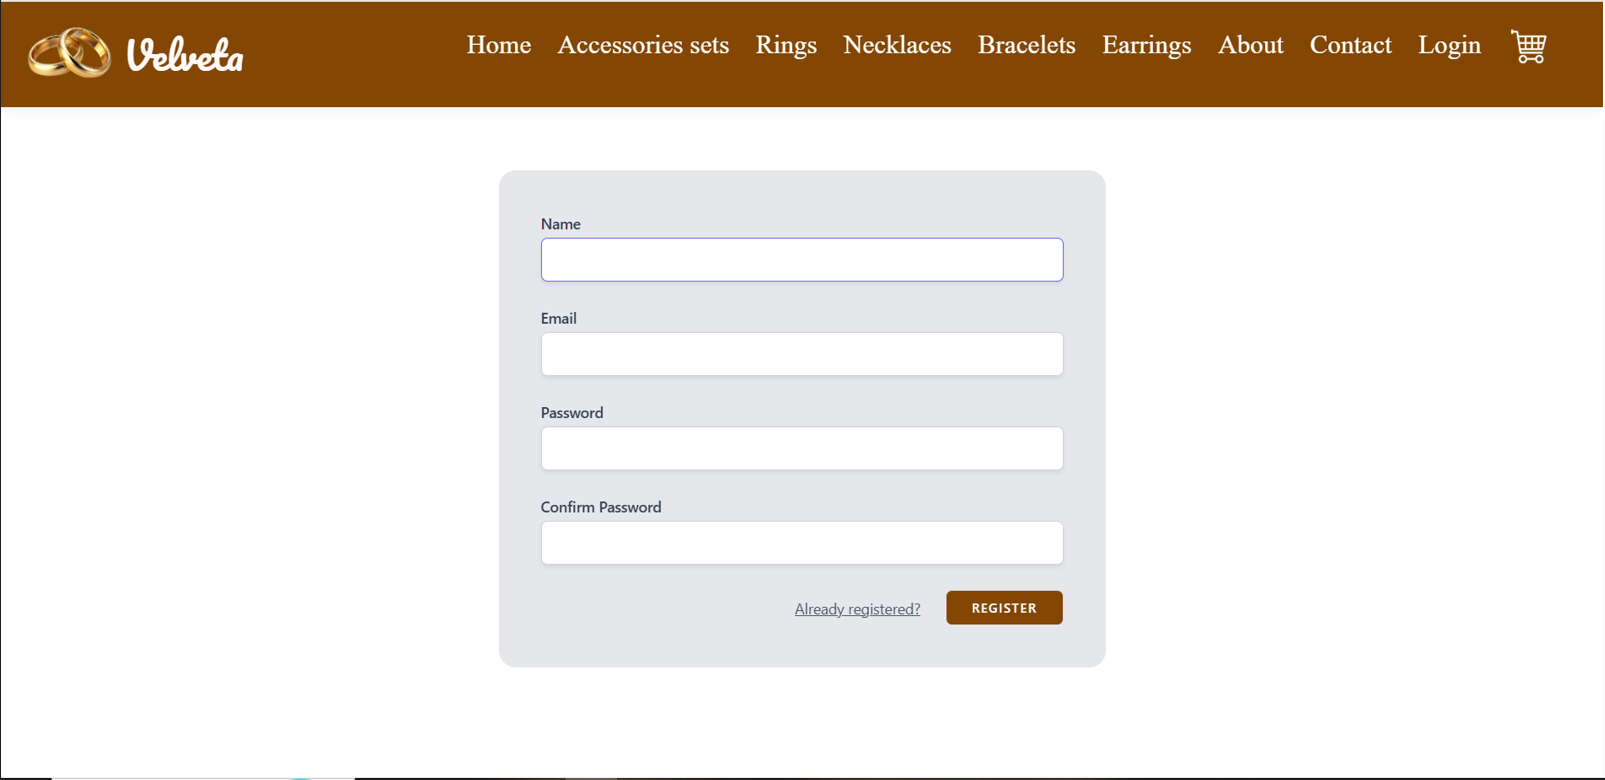 Velveta
Home Accessories sets Rings Necklaces Bracelets Earrings About Contact Login
Name
Email
Password
Confirm Password
Already registered? REGISTER